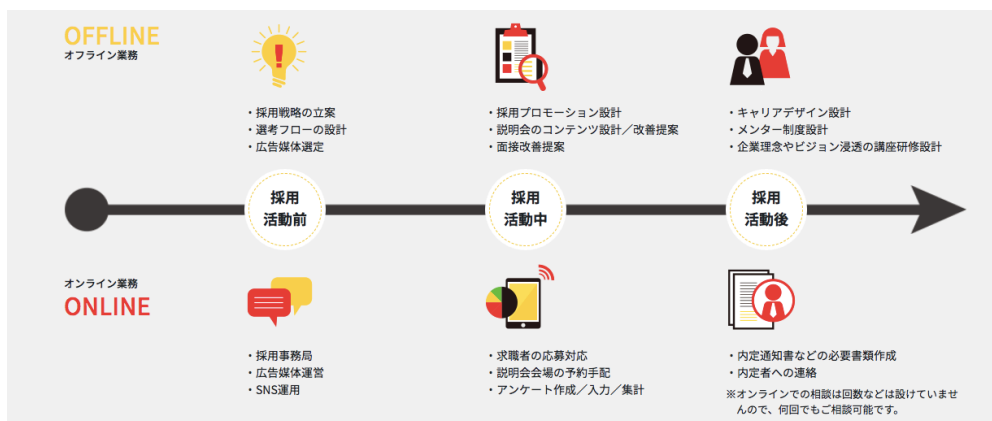 OFFLINE
オフライン業務
・採用戦略の立案
・選考フローの設計
・広告媒体選定
・採用プロモーション設計
・説明会のコンテンツ設計／改善提案
・面接改善提案
・キャリアデザイン設計
・メンター制度設計
・企業理念やビジョン浸透の講座研修設計
採用
活動前
採用
活動中
採用
活動後
オンライン業務
ONLINE
・採用事務局
・広告媒体運営
・SNS運用
・求職者の応募対応
・説明会会場の予約手配
・アンケート作成／入力／集計
・内定通知書などの必要書類作成
・内定者への連絡
※オンラインでの相談は回数などは設けていませ
んので、何回でもご相談可能です。